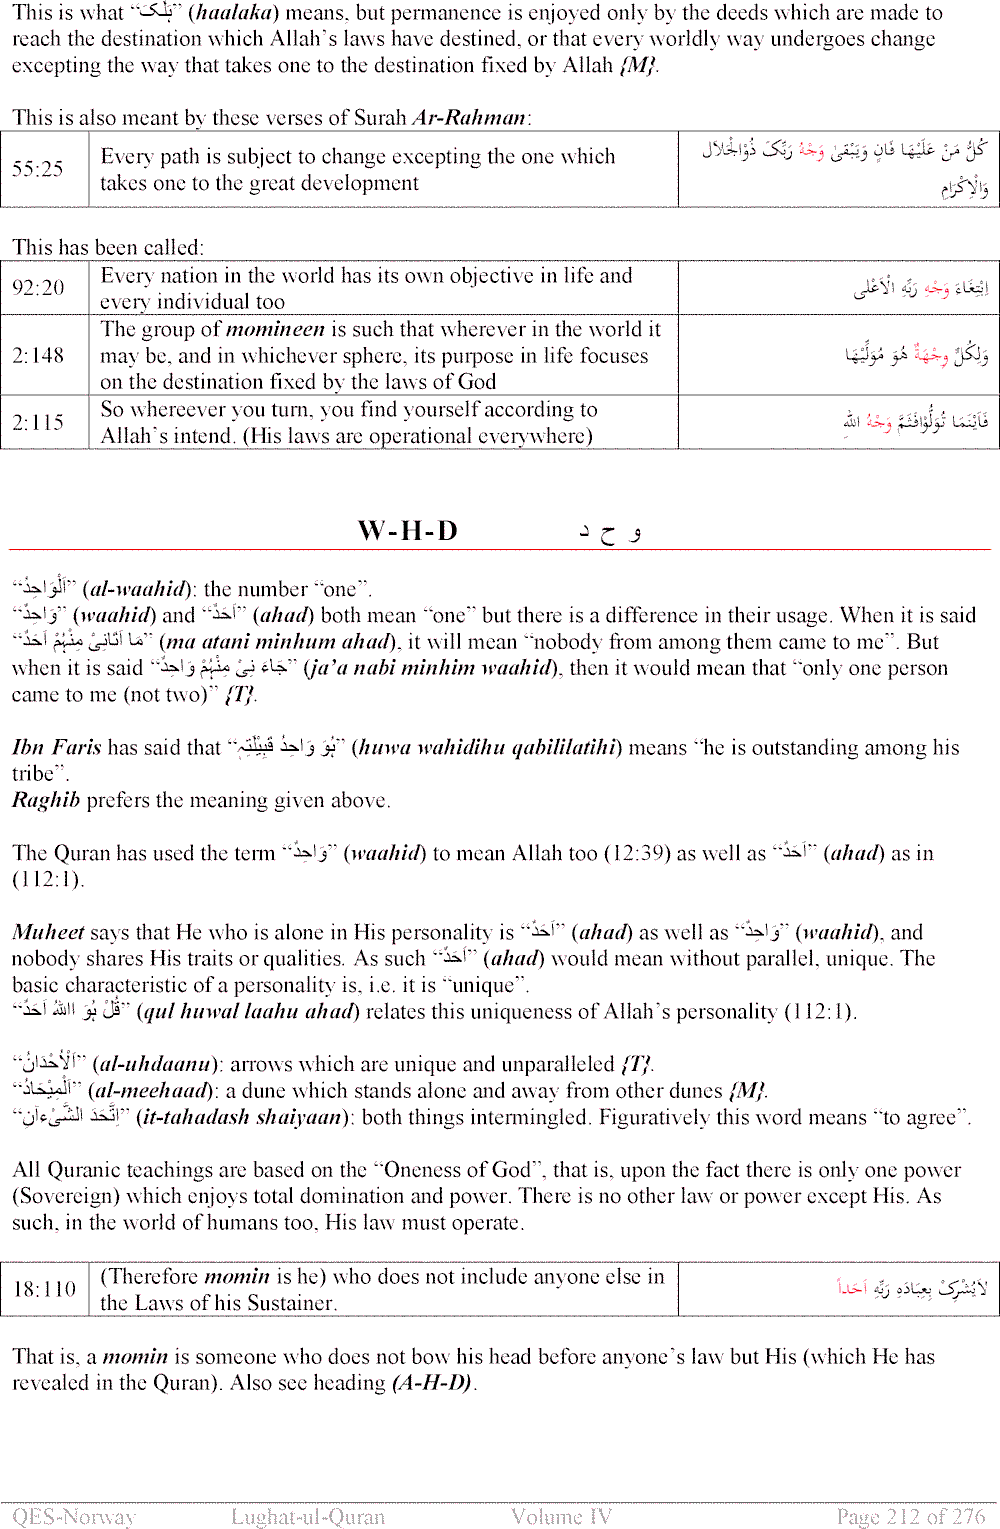 This is what “ہَلَکَ” (haalaka) means, but permanence is enjoyed only by the deeds which are made to
reach the destination which Allah’s laws have destined, or that every worldly way undergoes change
excepting the way that takes one to the destination fixed by Allah {M}.
This is also meant by these verses of Surah Ar-Rahman:
55:25 Every path is subject to change excepting the one which كُلُّ مَنْ عَلَيْهَا فَانٍ وَيَبْقىٰ وَجْهُ رَبِّكَ ذُوْالْجَلَال
takes one to the great development وَالْاِكْرَامِ
This has been called:
92:20 Every nation in the world has its own objective in life and اِبْتِغَاءَ وَجْهِ رَبِّهِ الْاَعْلٰى
every individual too
The group of momineen is such that wherever in the world it
2:148 may be, and in whichever sphere, its purpose in life focuses وَلِكُلٍّ وِجْهَةٌ هُوَ مُوَلِّيْهَا
on the destination fixed by the laws of God
2:115 So whereever you turn, you find yourself according to فَاَيْنَمَا تُوَلُّوْافَثَمَّ وَجْهُ اللهِ
Allah’s intend. (His laws are operational everywhere)
W-H-D و ح د
“اَلْوَاحِدُ” (al-waahid): the number “one”.
“وَاحِدٌ” (waahid) and “اَحَدٌ” (ahad) both mean “one” but there is a difference in their usage. When it is said
“مَا اَتَانِیْ مِنْہُمْ اَحَدٌ” (ma atani minhum ahad), it will mean “nobody from among them came to me”. But
when it is said “جَاءَ نِیْ مِنْہُمْ وَاحِدٌ” (ja’a nabi minhim waahid), then it would mean that “only one person
came to me (not two)” {T}.
Ibn Faris has said that “ہُوَ وَاحِدُ قَبِیْلَتِہٖ” (huwa wahidihu qabililatihi) means “he is outstanding among his
tribe”.
Raghib prefers the meaning given above.
The Quran has used the term “وَاحِدٌ” (waahid) to mean Allah too (12:39) as well as “اَحَدٌ” (ahad) as in
(112:1).
Muheet says that He who is alone in His personality is “اَحَدٌ” (ahad) as well as “وَاحِدٌ” (waahid), and
nobody shares His traits or qualities. As such “اَحَدٌ” (ahad) would mean without parallel, unique. The
basic characteristic of a personality is, i.e. it is “unique”.
“قُلْ ہُوَ اللہُ اَحَدٌ” (qul huwal laahu ahad) relates this uniqueness of Allah’s personality (112:1).
“اَلْاُحْدَانُ” (al-uhdaanu): arrows which are unique and unparalleled {T}.
“اَلْمِیْحَادُ” (al-meehaad): a dune which stands alone and away from other dunes {M}.
“اِتَّحَدَ الشَّیْءآنِ” (it-tahadash shaiyaan): both things intermingled. Figuratively this word means “to agree”.
All Quranic teachings are based on the “Oneness of God”, that is, upon the fact there is only one power
(Sovereign) which enjoys total domination and power. There is no other law or power except His. As
such, in the world of humans too, His law must operate.
18:110 (Therefore momin is he) who does not include anyone else in لَايُشْرِكْ بِعِبَادَهِ رَبِّهِ اَحَداً
the Laws of his Sustainer.
That is, a momin is someone who does not bow his head before anyone’s law but His (which He has
revealed in the Quran). Also see heading (A-H-D).
QES-Norway Lughat-ul-Quran Volume IV Page 212 of 276